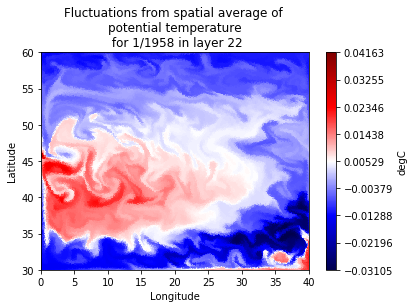 Fluctuations from spatial average of
potential temperature
for 1/1958 in layer 22
60
55
50
45
40
35
30
Latitude
0 5 10 15 20 25 30 35 40
Longitude
0.04163
0.03255
0.02346
0.01438
0.00529
−0.00379
−0.01288
−0.02196
−0.03105
degC